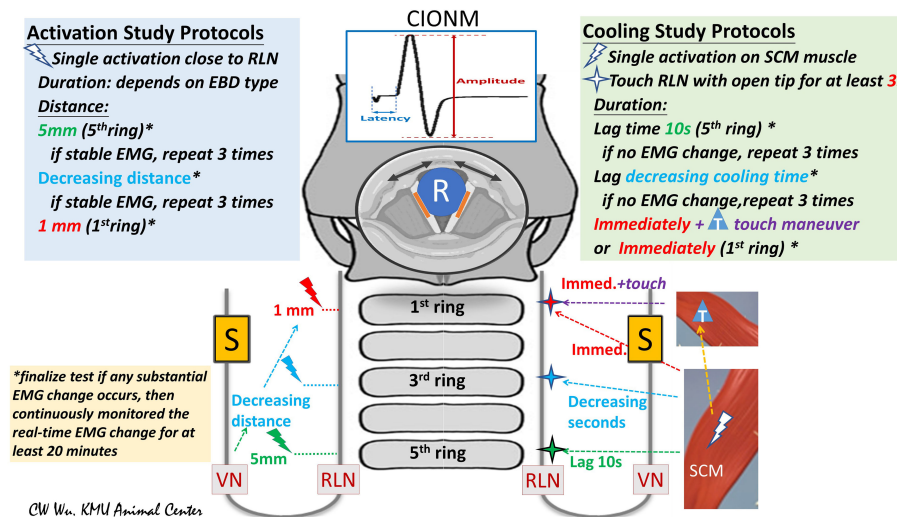 CIONM
Activation Study Protocols
Single activation close to RLN
Duration: depends on EBD type
Distance:
5mm (5thring)*
if stable EMG, repeat 3 times
Decreasing distance*
if stable EMG, repeat 3 times
1 mm (1string)*
Amplitude
Latency
R
Cooling Study Protocols
Single activation on SCM muscle
Touch RLN with open tip for at least 3
Duration:
Lag time 10s (5th ring) *
if no EMG change, repeat 3 times
Lag decreasing cooling time*
if no EMG change,repeat 3 times
Immediately + T touch maneuver
or Immediately (1st ring) *
1 mm
1st ring
Immed.+touch
T
S
Immed.
S
*finalize test if any substantial
EMG change occurs, then
continuously monitored the
real-time EMG change for at
least 20 minutes
Decreasing
distance
3rd ring
Decreasing
seconds
5mm
5th ring
Lag 10s
SCM
VN
RLN
RLN
VN
CW Wu, KMU Animal Center